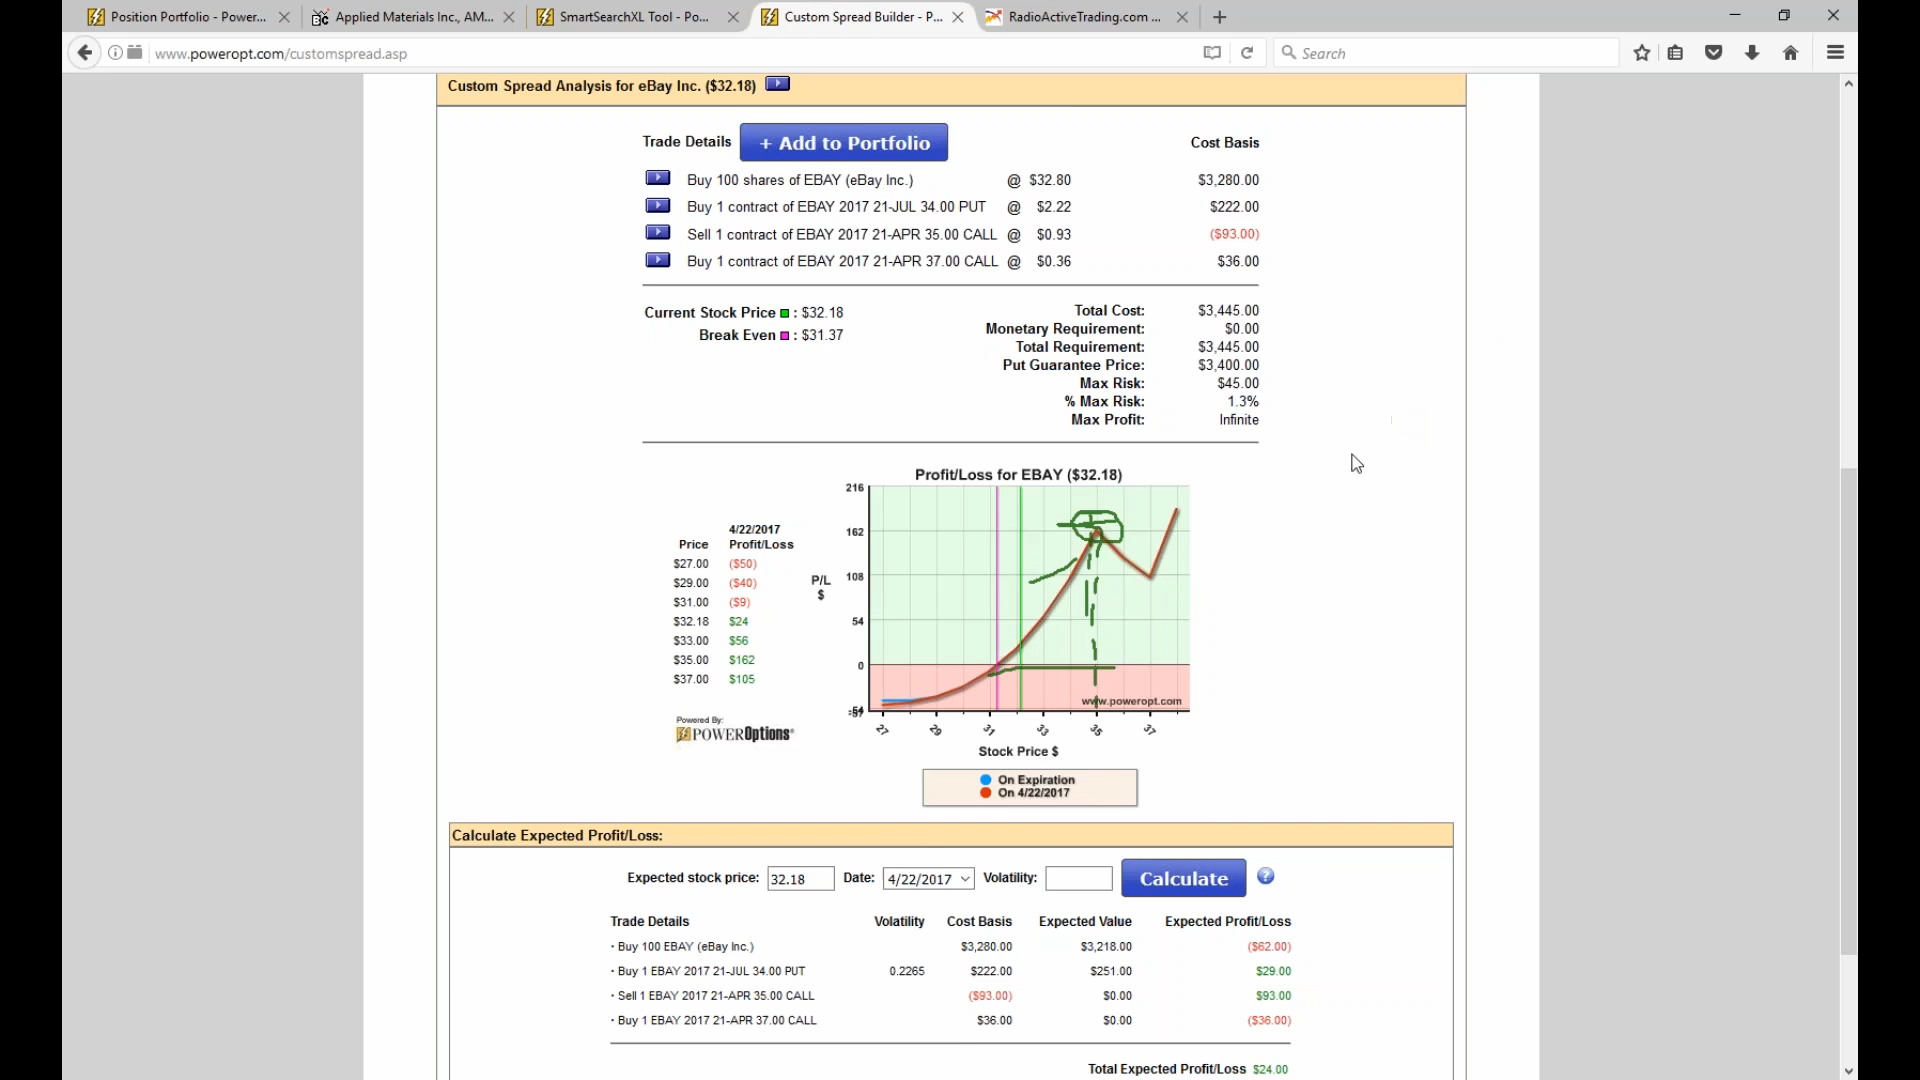 Position Portfolio - Power...
Applied Materials Inc., AM...
SmartSearchXL Tool - Po...
Custom Spread Builder - P...
RadioActiveTrading.com ...
www.poweropt.com/customspread.asp
Search
Custom Spread Analysis for eBay Inc. ($32.18)
Trade Details + Add to Portfolio Cost Basis
Buy 100 shares of EBAY (eBay Inc.) @ $32.80 $3,280.00
Buy 1 contract of EBAY 2017 21-JUL 34.00 PUT @ $2.22 $222.00
Sell 1 contract of EBAY 2017 21-APR 35.00 CALL @ $0.93 ($93.00)
Buy 1 contract of EBAY 2017 21-APR 37.00 CALL @ $0.36 $36.00
Current Stock Price : $32.18
Break Even : $31.37
Total Cost: $3,445.00
Monetary Requirement: $0.00
Total Requirement: $3,445.00
Put Guarantee Price: $3,400.00
Max Risk: $45.00
% Max Risk: 1.3%
Max Profit: Infinite
Profit/Loss for EBAY ($32.18)
4/22/2017
Price Profit/Loss
$27.00 ($50)
$29.00 ($40)
$31.00 ($9)
$32.18 $24
$33.00 $56
$35.00 $162
$37.00 $105
Powered By:
POWEROptions
P/L
$
216
162
108
54
0
-54
www.poweropt.com
27 29 31 33 35 37
Stock Price $
On Expiration
On 4/22/2017
Calculate Expected Profit/Loss:
Expected stock price: 32.18 Date: 4/22/2017 Volatility: Calculate ?
Trade Details Volatility Cost Basis Expected Value Expected Profit/Loss
· Buy 100 EBAY (eBay Inc.) $3,280.00 $3,218.00 ($62.00)
· Buy 1 EBAY 2017 21-JUL 34.00 PUT 0.2265 $222.00 $251.00 $29.00
· Sell 1 EBAY 2017 21-APR 35.00 CALL ($93.00) $0.00 $93.00
· Buy 1 EBAY 2017 21-APR 37.00 CALL $36.00 $0.00 ($36.00)
Total Expected Profit/Loss $24.00